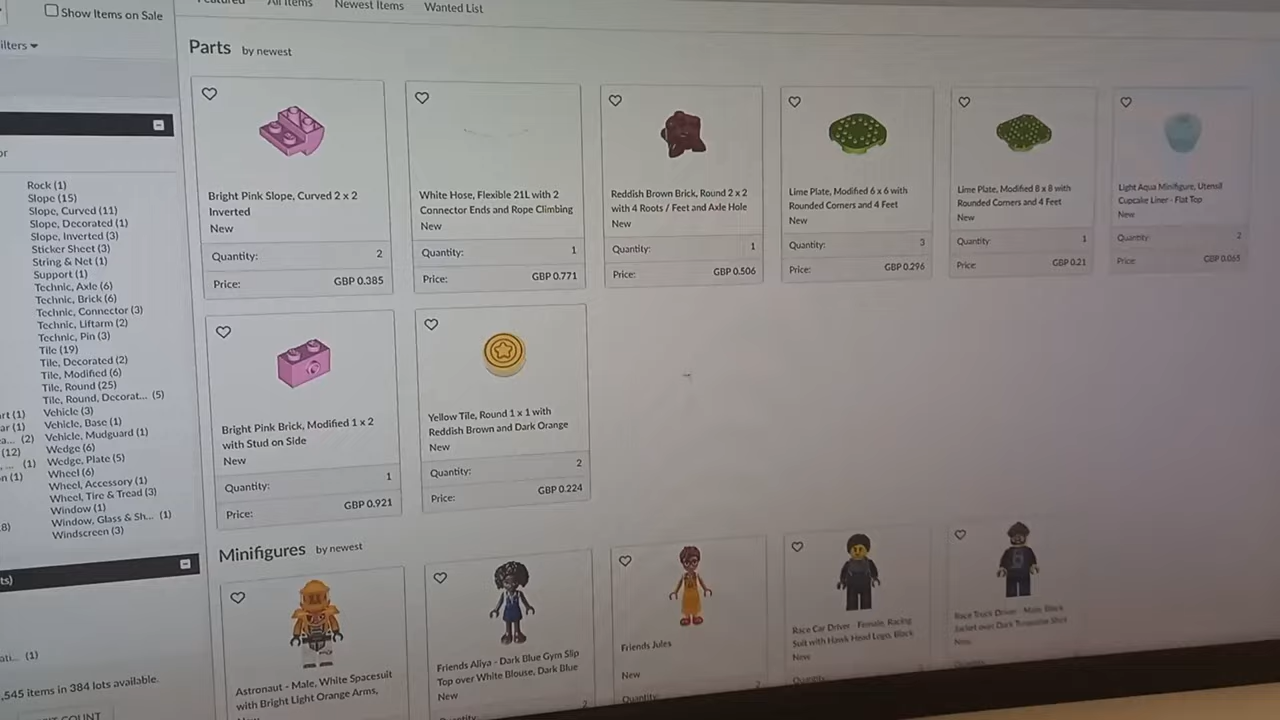 Show Items on Sale
All Items
Newest Items
Wanted List
Parts by newest
Rock (1)
Slope (15)
Slope, Curved (11)
Slope, Decorated (1)
Slope, Inverted (3)
Sticker Sheet (3)
String & Net (1)
Support (1)
Technic, Axle (6)
Technic, Brick (6)
Technic, Connector (3)
Technic, Liftarm (2)
Technic, Pin (3)
Tile (19)
Tile, Decorated (2)
Tile, Modified (6)
Tile, Round (25)
Tile, Round, Decorat... (5)
Vehicle (3)
Vehicle, Base (1)
Vehicle, Mudguard (1)
Wedge (6)
Wedge, Plate (5)
Wheel (6)
Wheel, Accessory (1)
Wheel, Tire & Tread (3)
Window (1)
Window, Glass & Sh... (1)
Windscreen (3)
,545 items in 384 lots available.
Bright Pink Slope, Curved 2 x 2
Inverted
New
Quantity: 2
Price: GBP 0.385
White Hose, Flexible 21L with 2
Connector Ends and Rope Climbing
New
Quantity: 1
Price: GBP 0.771
Reddish Brown Brick, Round 2 x 2
with 4 Roots / Feet and Axle Hole
New
Quantity: 1
Price: GBP 0.506
Lime Plate, Modified 6 x 6 with
Rounded Corners and 4 Feet
New
Quantity: 3
Price: GBP 0.296
Lime Plate, Modified 8 x 8 with
Rounded Corners and 4 Feet
New
Quantity: 1
Price: GBP 0.21
Light Aqua Minifigure, Utensil
Cupcake Liner - Flat Top
New
Quantity: 2
Price: GBP 0.065
Bright Pink Brick, Modified 1 x 2
with Stud on Side
New
Quantity: 1
Price: GBP 0.921
Yellow Tile, Round 1 x 1 with
Reddish Brown and Dark Orange
New
Quantity: 2
Price: GBP 0.224
Minifigures by newest
Astronaut - Male, White Spacesuit
with Bright Light Orange Arms,
Friends Aliya - Dark Blue Gym Slip
Top over White Blouse, Dark Blue
New
Friends Jules
New
Quantity: 2
Race Car Driver - Female, Racing
Suit with Hawk Head Logo, Black
New
Race Truck Driver - Male, Black
Jacket over Dark Turquoise Shirt
New